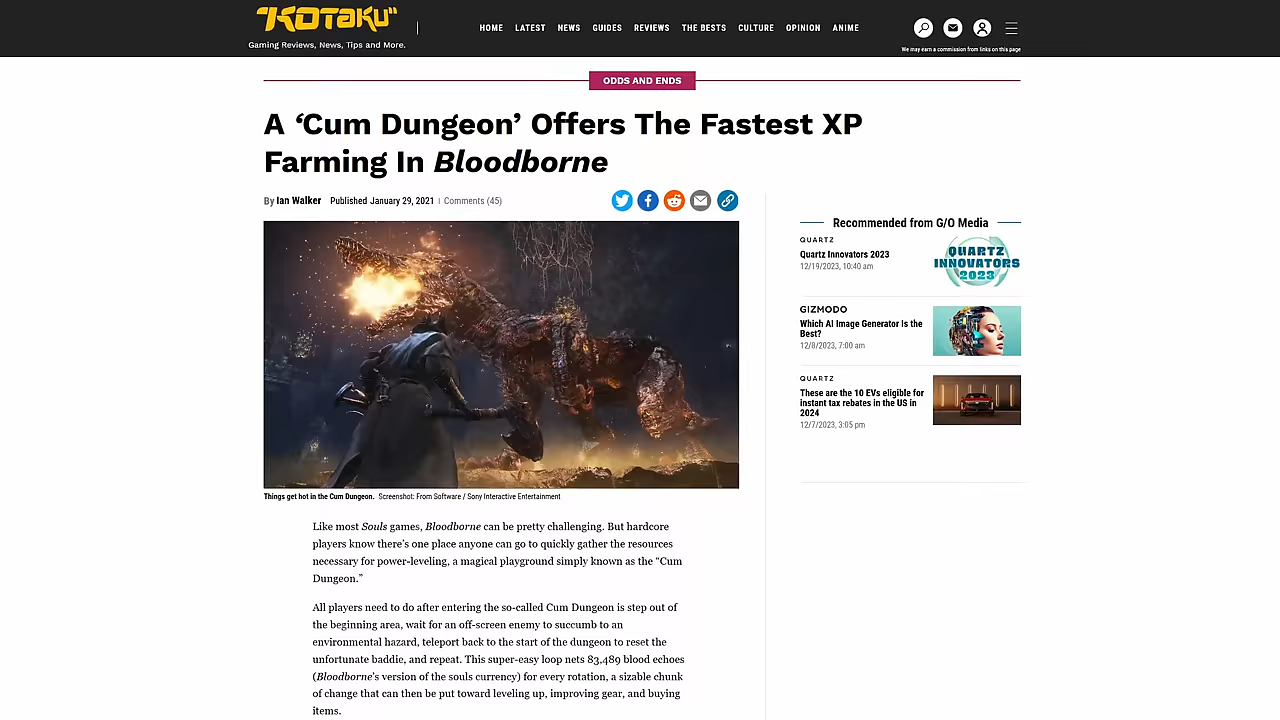 KOTAKU
Gaming Reviews, News, Tips and More.
HOME LATEST NEWS GUIDES REVIEWS THE BESTS CULTURE OPINION ANIME
We may earn a commission from links on this page
ODDS AND ENDS
A ‘Cum Dungeon’ Offers The Fastest XP
Farming In Bloodborne
By Ian Walker Published January 29, 2021 | Comments (45)
Things get hot in the Cum Dungeon. Screenshot: From Software / Sony Interactive Entertainment
Like most Souls games, Bloodborne can be pretty challenging. But hardcore
players know there’s one place anyone can go to quickly gather the resources
necessary for power-leveling, a magical playground simply known as the “Cum
Dungeon.”
All players need to do after entering the so-called Cum Dungeon is step out of
the beginning area, wait for an off-screen enemy to succumb to an
environmental hazard, teleport back to the start of the dungeon to reset the
unfortunate baddie, and repeat. This super-easy loop nets 83,489 blood echoes
(Bloodborne’s version of the souls currency) for every rotation, a sizable chunk
of change that can then be put toward leveling up, improving gear, and buying
items.
Recommended from G/O Media
QUARTZ
Quartz Innovators 2023
12/19/2023, 10:40 am
QUARTZ
INNOVATORS
2023
GIZMODO
Which AI Image Generator Is the
Best?
12/8/2023, 7:00 am
QUARTZ
These are the 10 EVs eligible for
instant tax rebates in the US in
2024
12/7/2023, 3:05 pm